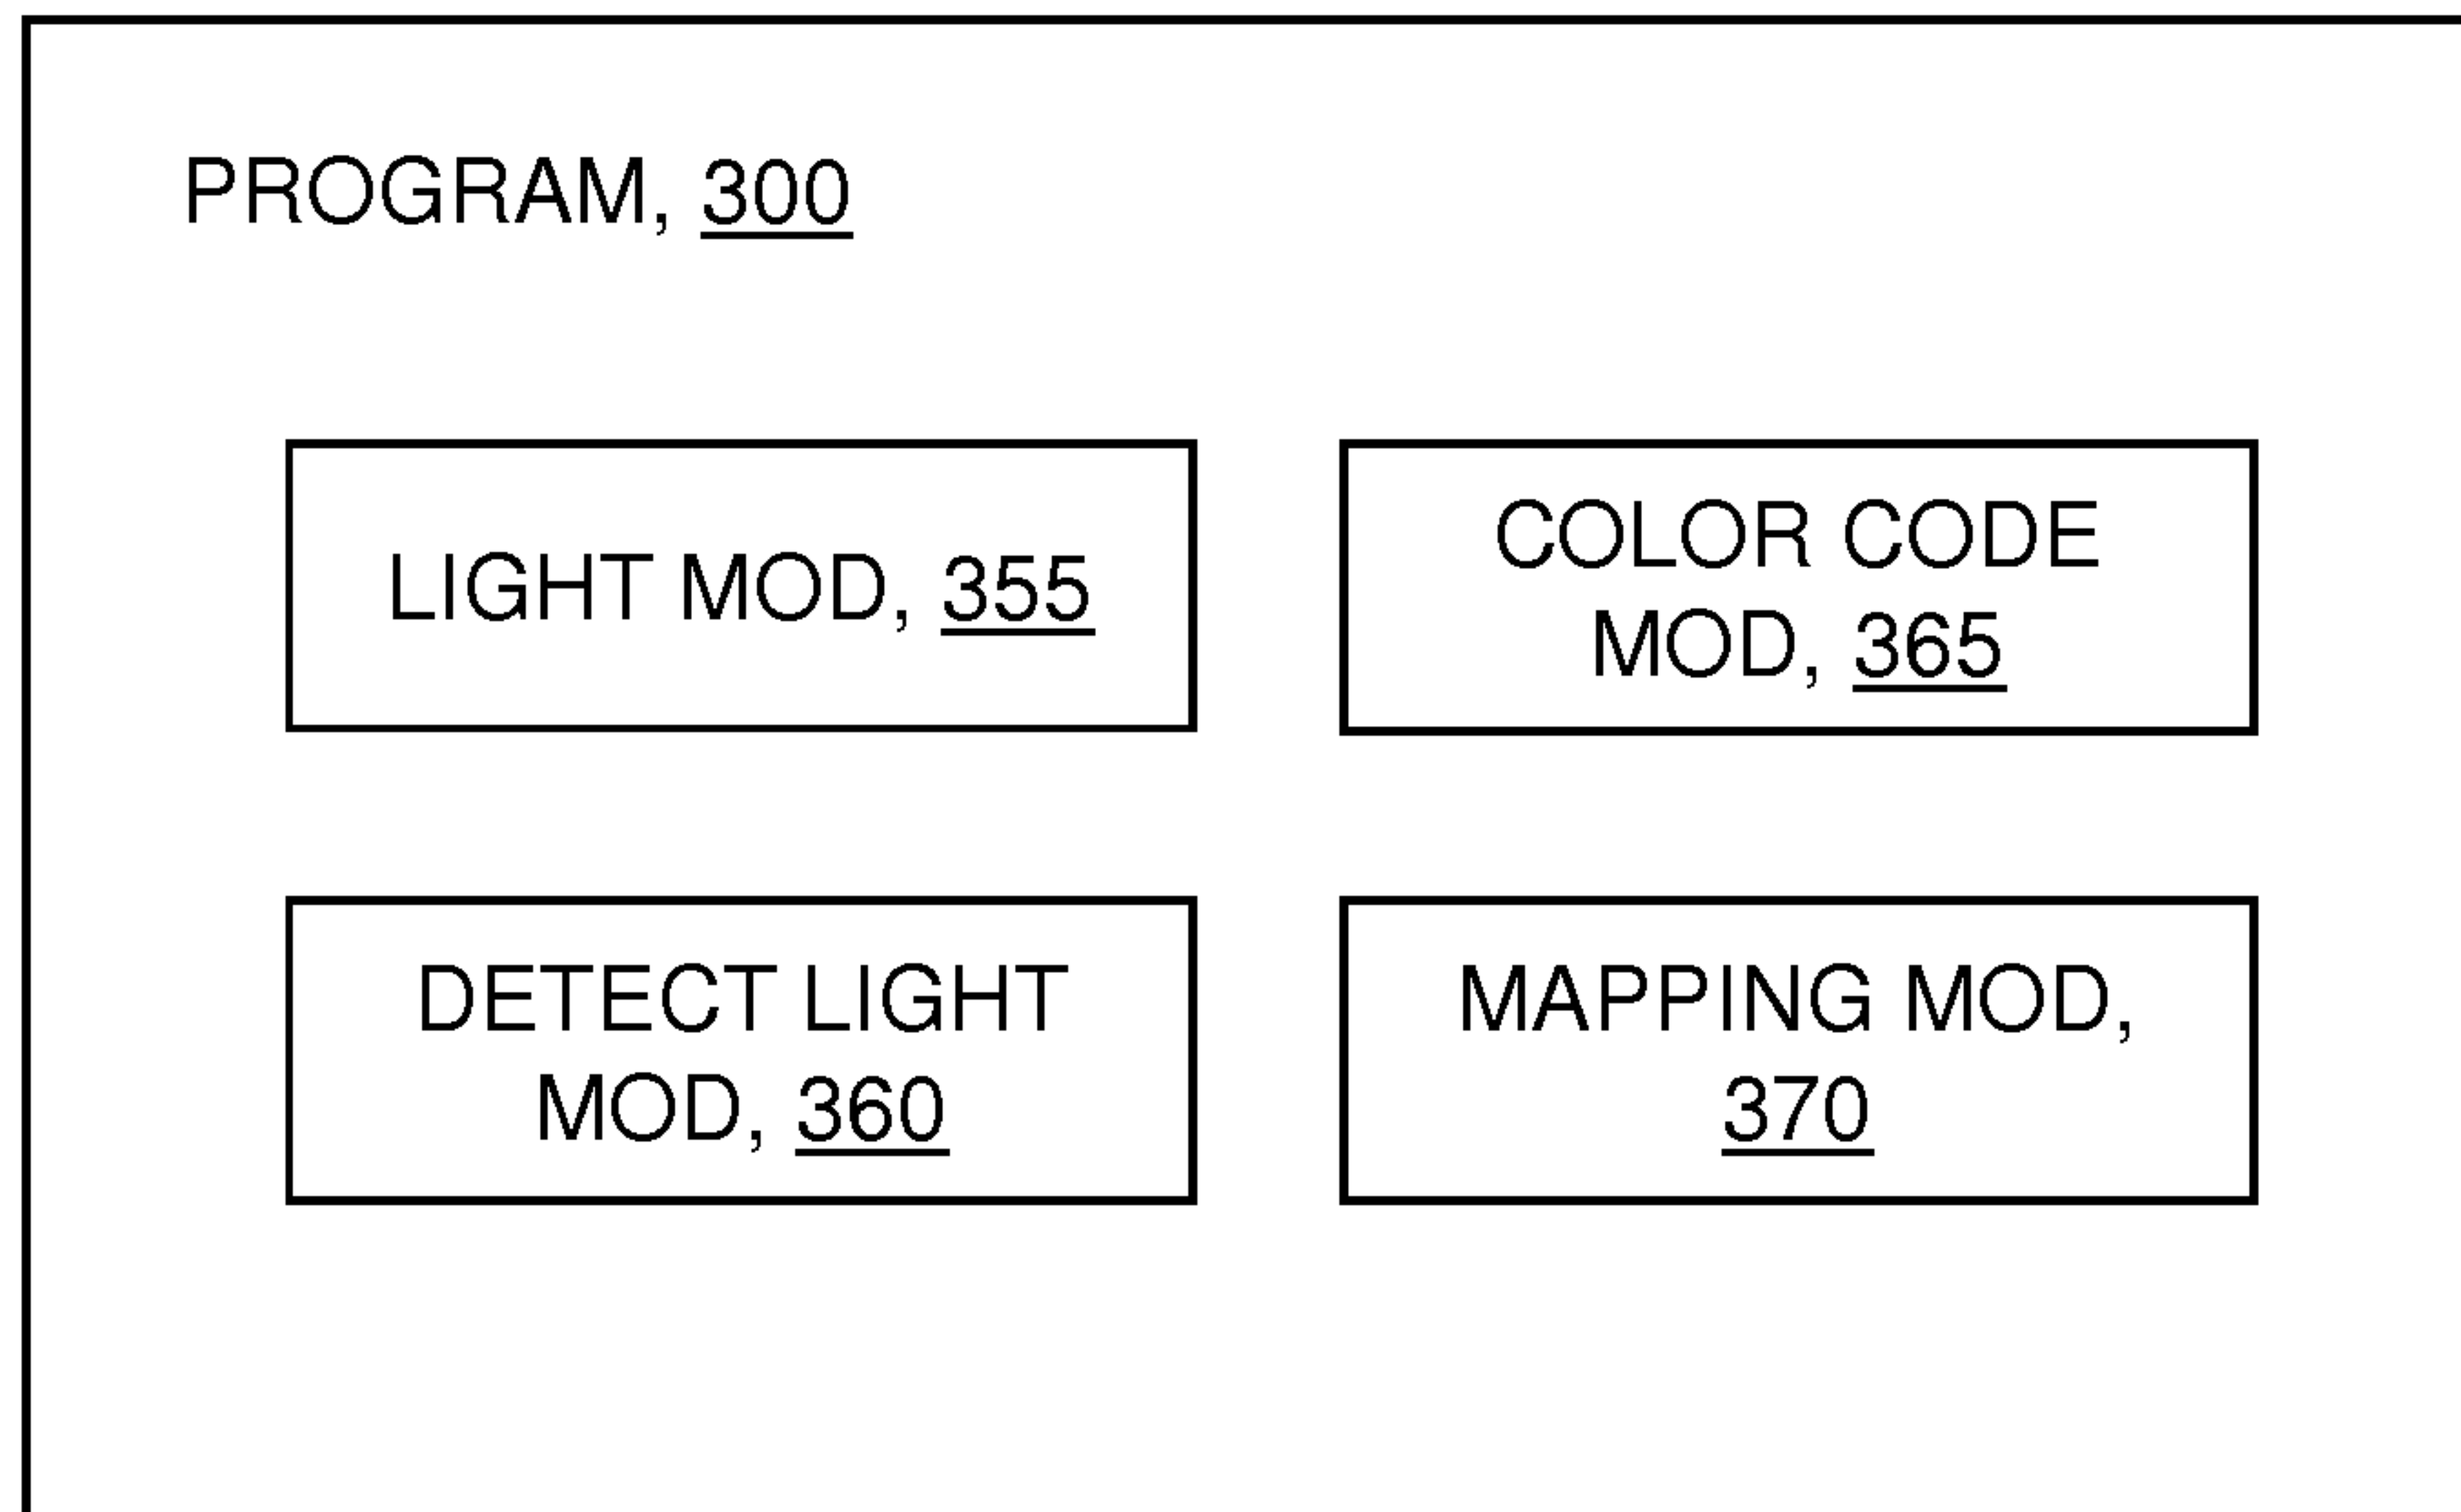 PROGRAM, 300
LIGHT MOD, 355
COLOR CODE
MOD, 365
DETECT LIGHT
MOD, 360
MAPPING MOD,
370